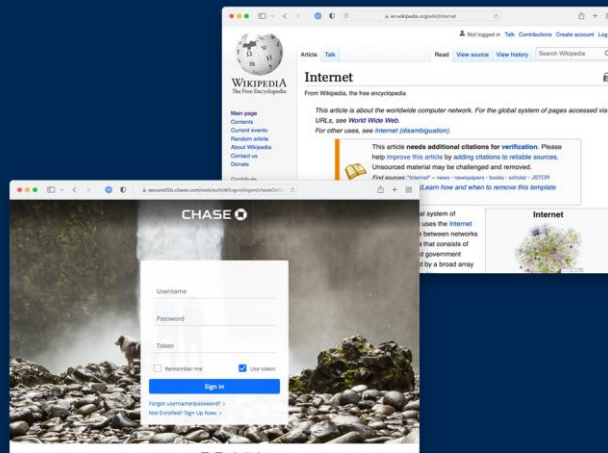 en.wikipedia.org/wiki/Internet
Not logged in Talk Contributions Create account Log
Article Talk Read View source View history Search Wikipedia
WIKIPEDIA
The Free Encyclopedia
Internet
From Wikipedia, the free encyclopedia
Main page
Contents
Current events
Random article
About Wikipedia
Contact us
Donate
Contribute
This article is about the worldwide computer network. For the global system of pages accessed via
URLs, see World Wide Web.
For other uses, see Internet (disambiguation).
This article needs additional citations for verification. Please
help improve this article by adding citations to reliable sources.
Unsourced material may be challenged and removed.
Find sources: "Internet" – news · newspapers · books · scholar · JSTOR
(Learn how and when to remove this template
al system of
uses the Internet
between networks
that consists of
d government
d by a broad array
Internet
CHASE
Username
Password
Token
Remember me Use token
Sign in
Forgot username/password? >
Not Enrolled? Sign Up Now. >